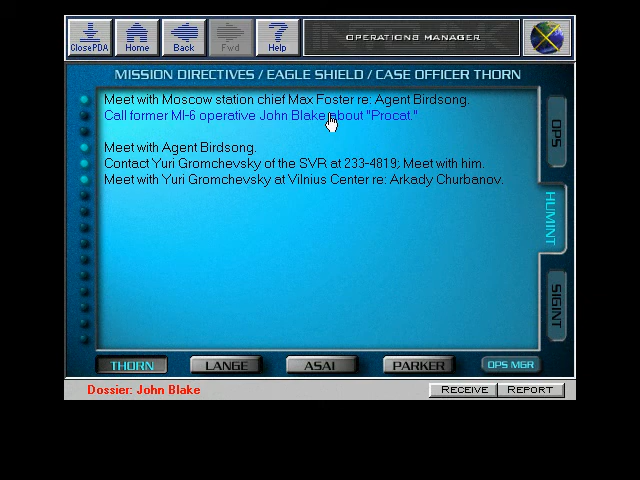 ClosePDA Home Back Fwd Help OPERATIONS MANAGER
MISSION DIRECTIVES / EAGLE SHIELD / CASE OFFICER THORN
Meet with Moscow station chief Max Foster re: Agent Birdsong.
Call former MI-6 operative John Blake about "Procat."
Meet with Agent Birdsong.
Contact Yuri Gromchevsky of the SVR at 233-4819; Meet with him.
Meet with Yuri Gromchevsky at Vilnius Center re: Arkady Churbanov.
OPS
HUMINT
SIGINT
THORN LANGE ASAI PARKER OPS MGR
Dossier: John Blake RECEIVE REPORT